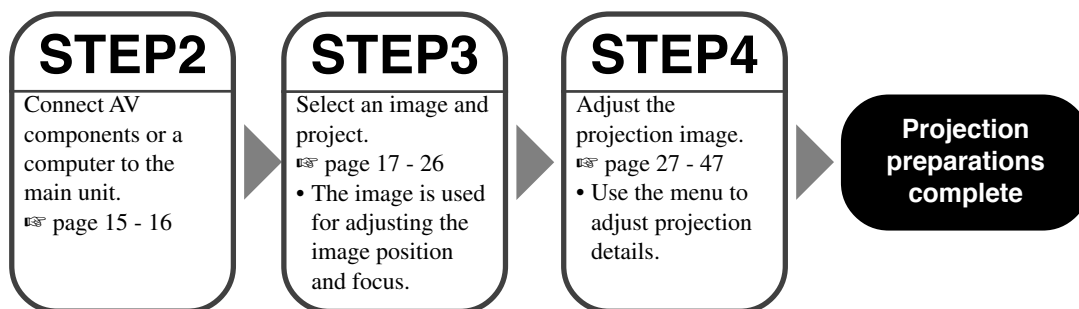 STEP2
Connect AV
components or a
computer to the
main unit.
☞ page 15 - 16
STEP3
Select an image and
project.
☞ page 17 - 26
• The image is used
for adjusting the
image position
and focus.
STEP4
Adjust the
projection image.
☞ page 27 - 47
• Use the menu to
adjust projection
details.
Projection
preparations
complete